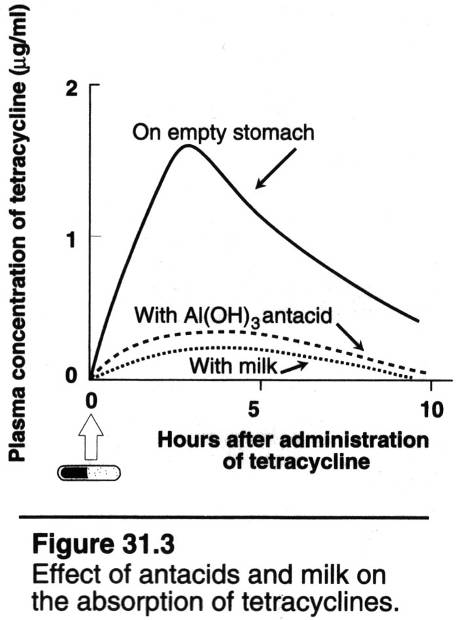 Plasma concentration of tetracycline (μg/ml)
2
On empty stomach
1
With Al(OH)3 antacid
With milk
0
0
5
10
Hours after administration
of tetracycline
Figure 31.3
Effect of antacids and milk on
the absorption of tetracyclines.